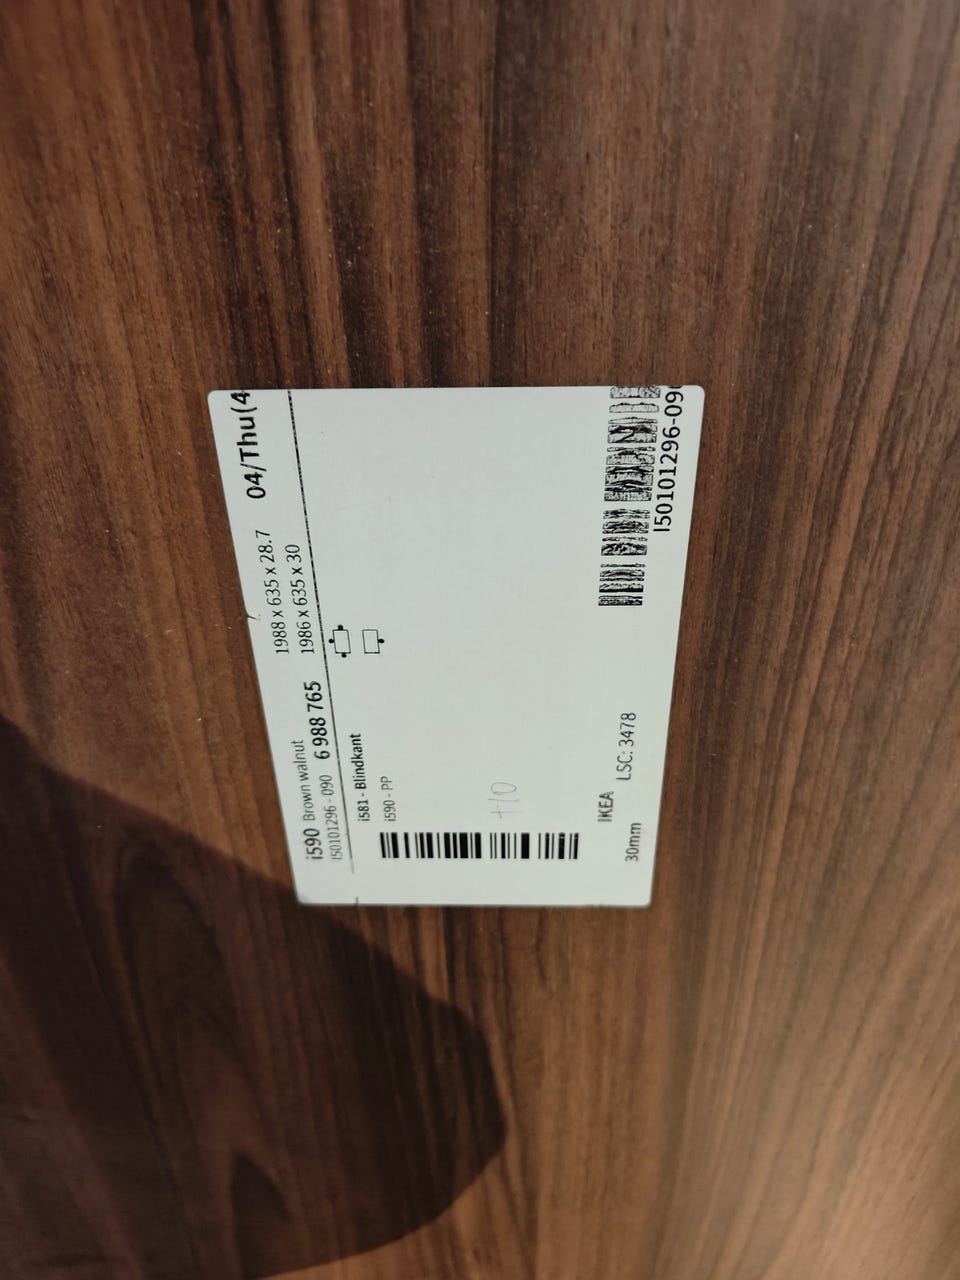 i590 Brown walnut
1988 x 635 x 28.7
04/Thu(4
I50101296 - 090
6 988 765
1986 x 635 x 30
i581 - Blindkant
i590 - PP
+10
IKEA
30mm
LSC: 3478
I50101296-090